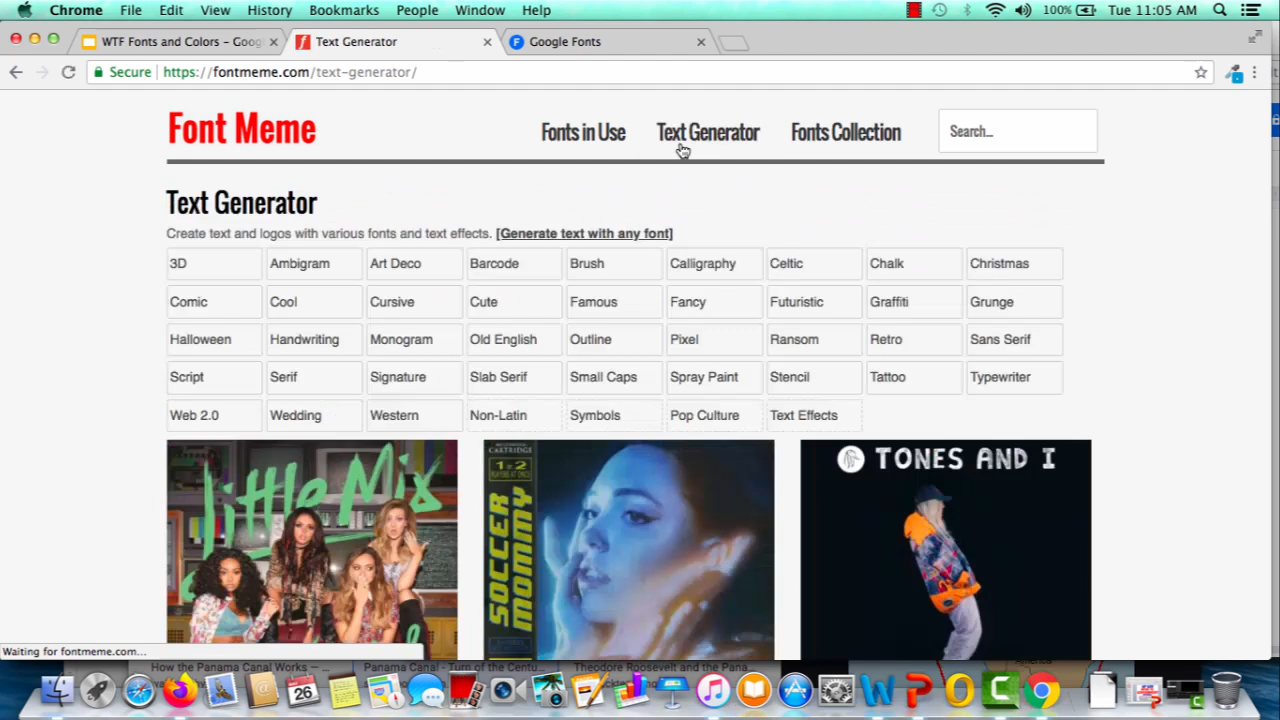 Chrome File Edit View History Bookmarks People Window Help 100% Tue 11:05 AM
WTF Fonts and Colors - Goog Text Generator Google Fonts
Secure https://fontmeme.com/text-generator/
Font Meme Fonts in Use Text Generator Fonts Collection Search...
Text Generator
Create text and logos with various fonts and text effects. [Generate text with any font]
3D Ambigram Art Deco Barcode Brush Calligraphy Celtic Chalk Christmas
Comic Cool Cursive Cute Famous Fancy Futuristic Graffiti Grunge
Halloween Handwriting Monogram Old English Outline Pixel Ransom Retro Sans Serif
Script Serif Signature Slab Serif Small Caps Spray Paint Stencil Tattoo Typewriter
Web 2.0 Wedding Western Non-Latin Symbols Pop Culture Text Effects
little Mix
CARTRIDGE
1 OF 2
SOCCER MOMMY
TONES AND I
Waiting for fontmeme.com...
How the Panama Canal Works — Panama Canal - Turn of the Centu... Theodore Roosevelt and the Pana...
26